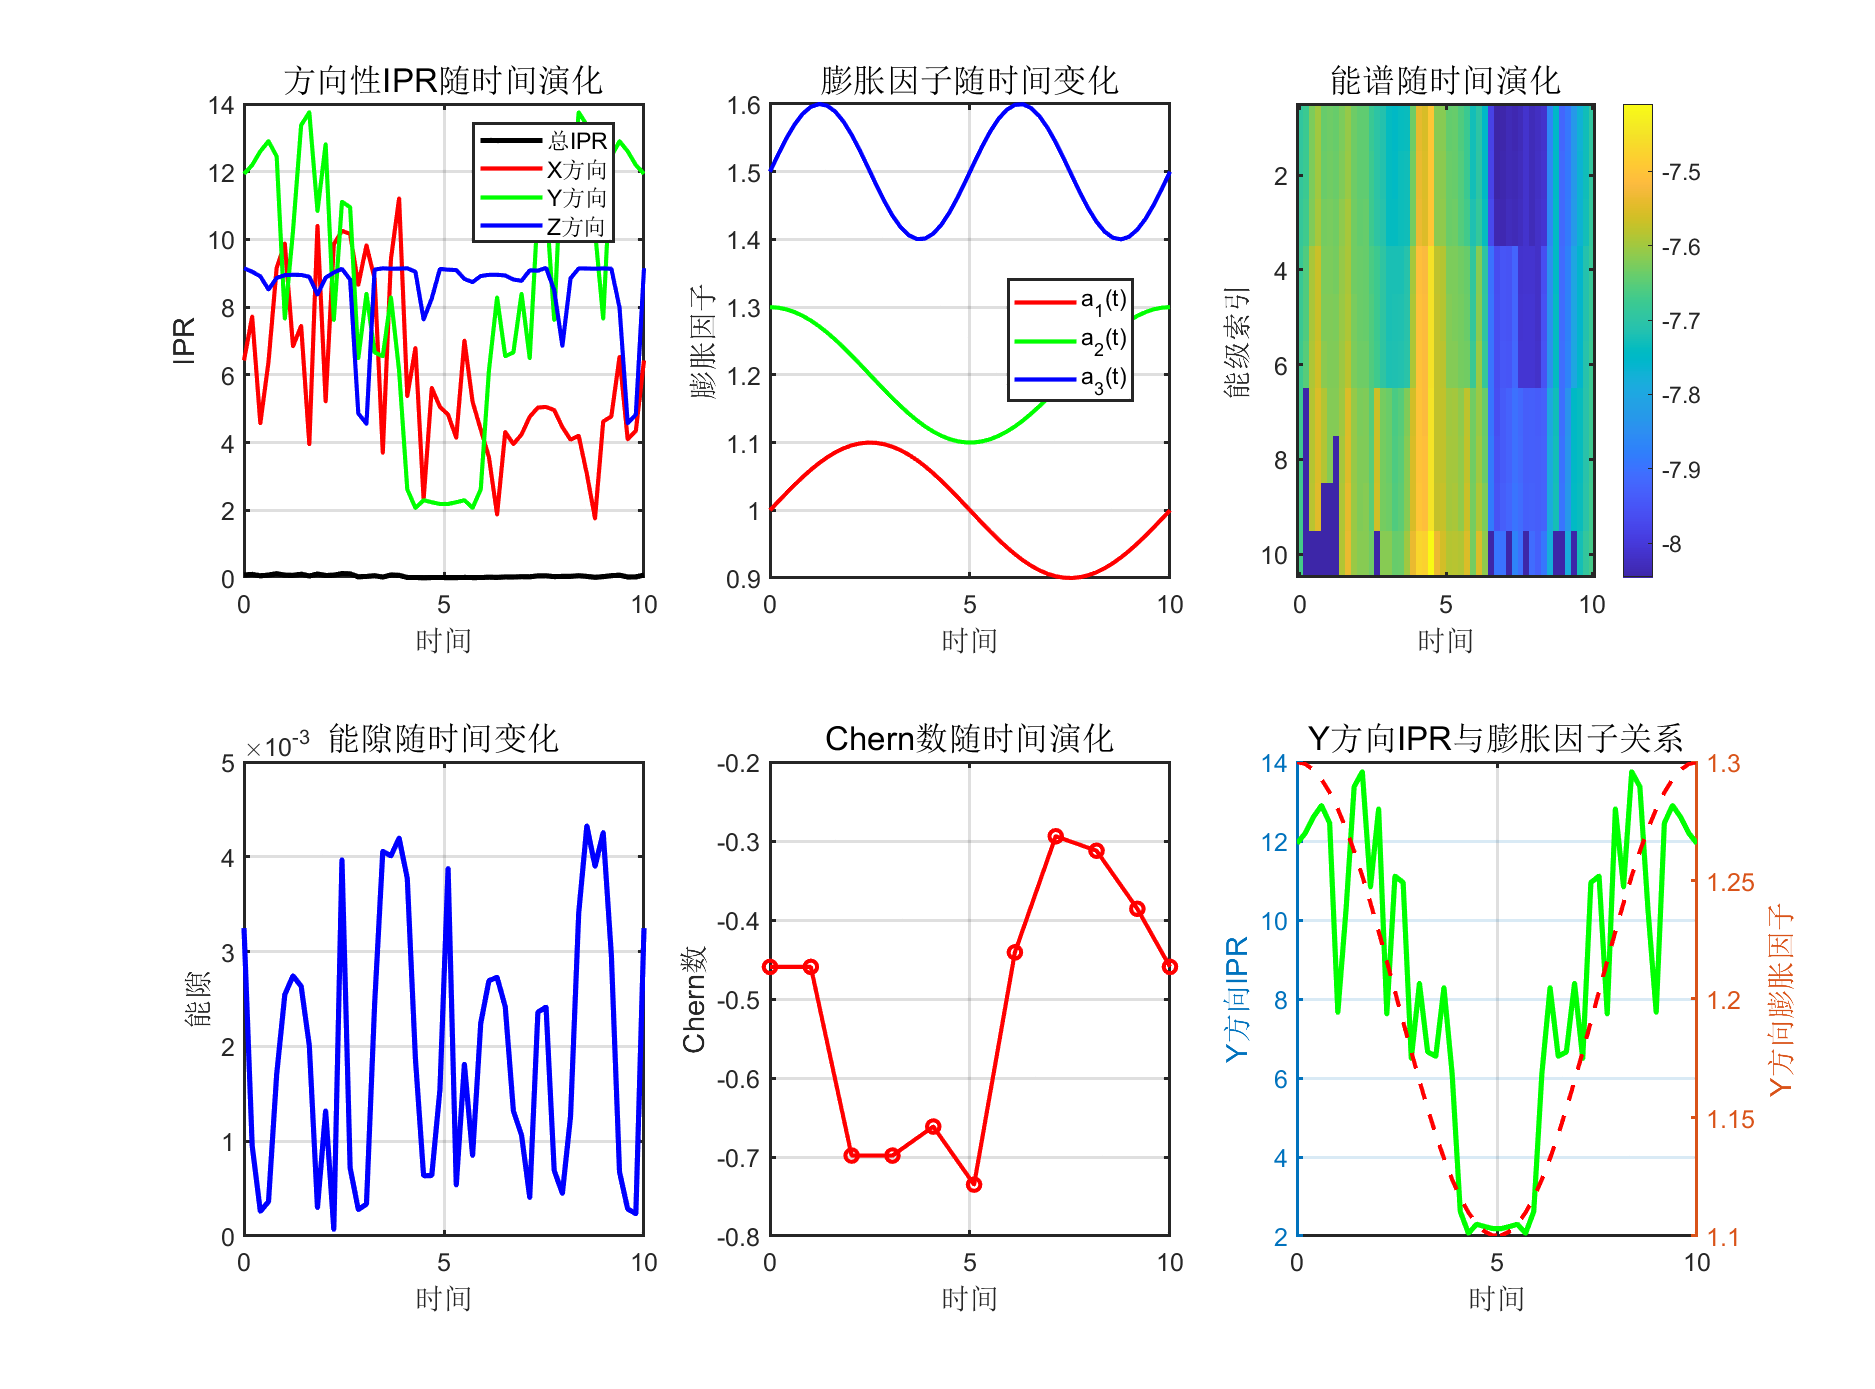 方向性IPR随时间演化
14
12
10
8
6
4
2
0
IPR
总IPR
X方向
Y方向
Z方向
0 5 10
时间
膨胀因子随时间变化
1.6
1.5
1.4
1.3
1.2
1.1
1
0.9
膨胀因子
a1(t)
a2(t)
a3(t)
0 5 10
时间
能谱随时间演化
2
4
6
8
10
能级索引
0 5 10
时间
-7.5
-7.6
-7.7
-7.8
-7.9
-8
能隙随时间变化
×10-3
5
4
3
2
1
0
能隙
0 5 10
时间
Chern数随时间演化
-0.2
-0.3
-0.4
-0.5
-0.6
-0.7
-0.8
Chern数
0 5 10
时间
Y方向IPR与膨胀因子关系
14
12
10
8
6
4
2
Y方向IPR
0 5 10
时间
1.3
1.25
1.2
1.15
1.1
Y方向膨胀因子